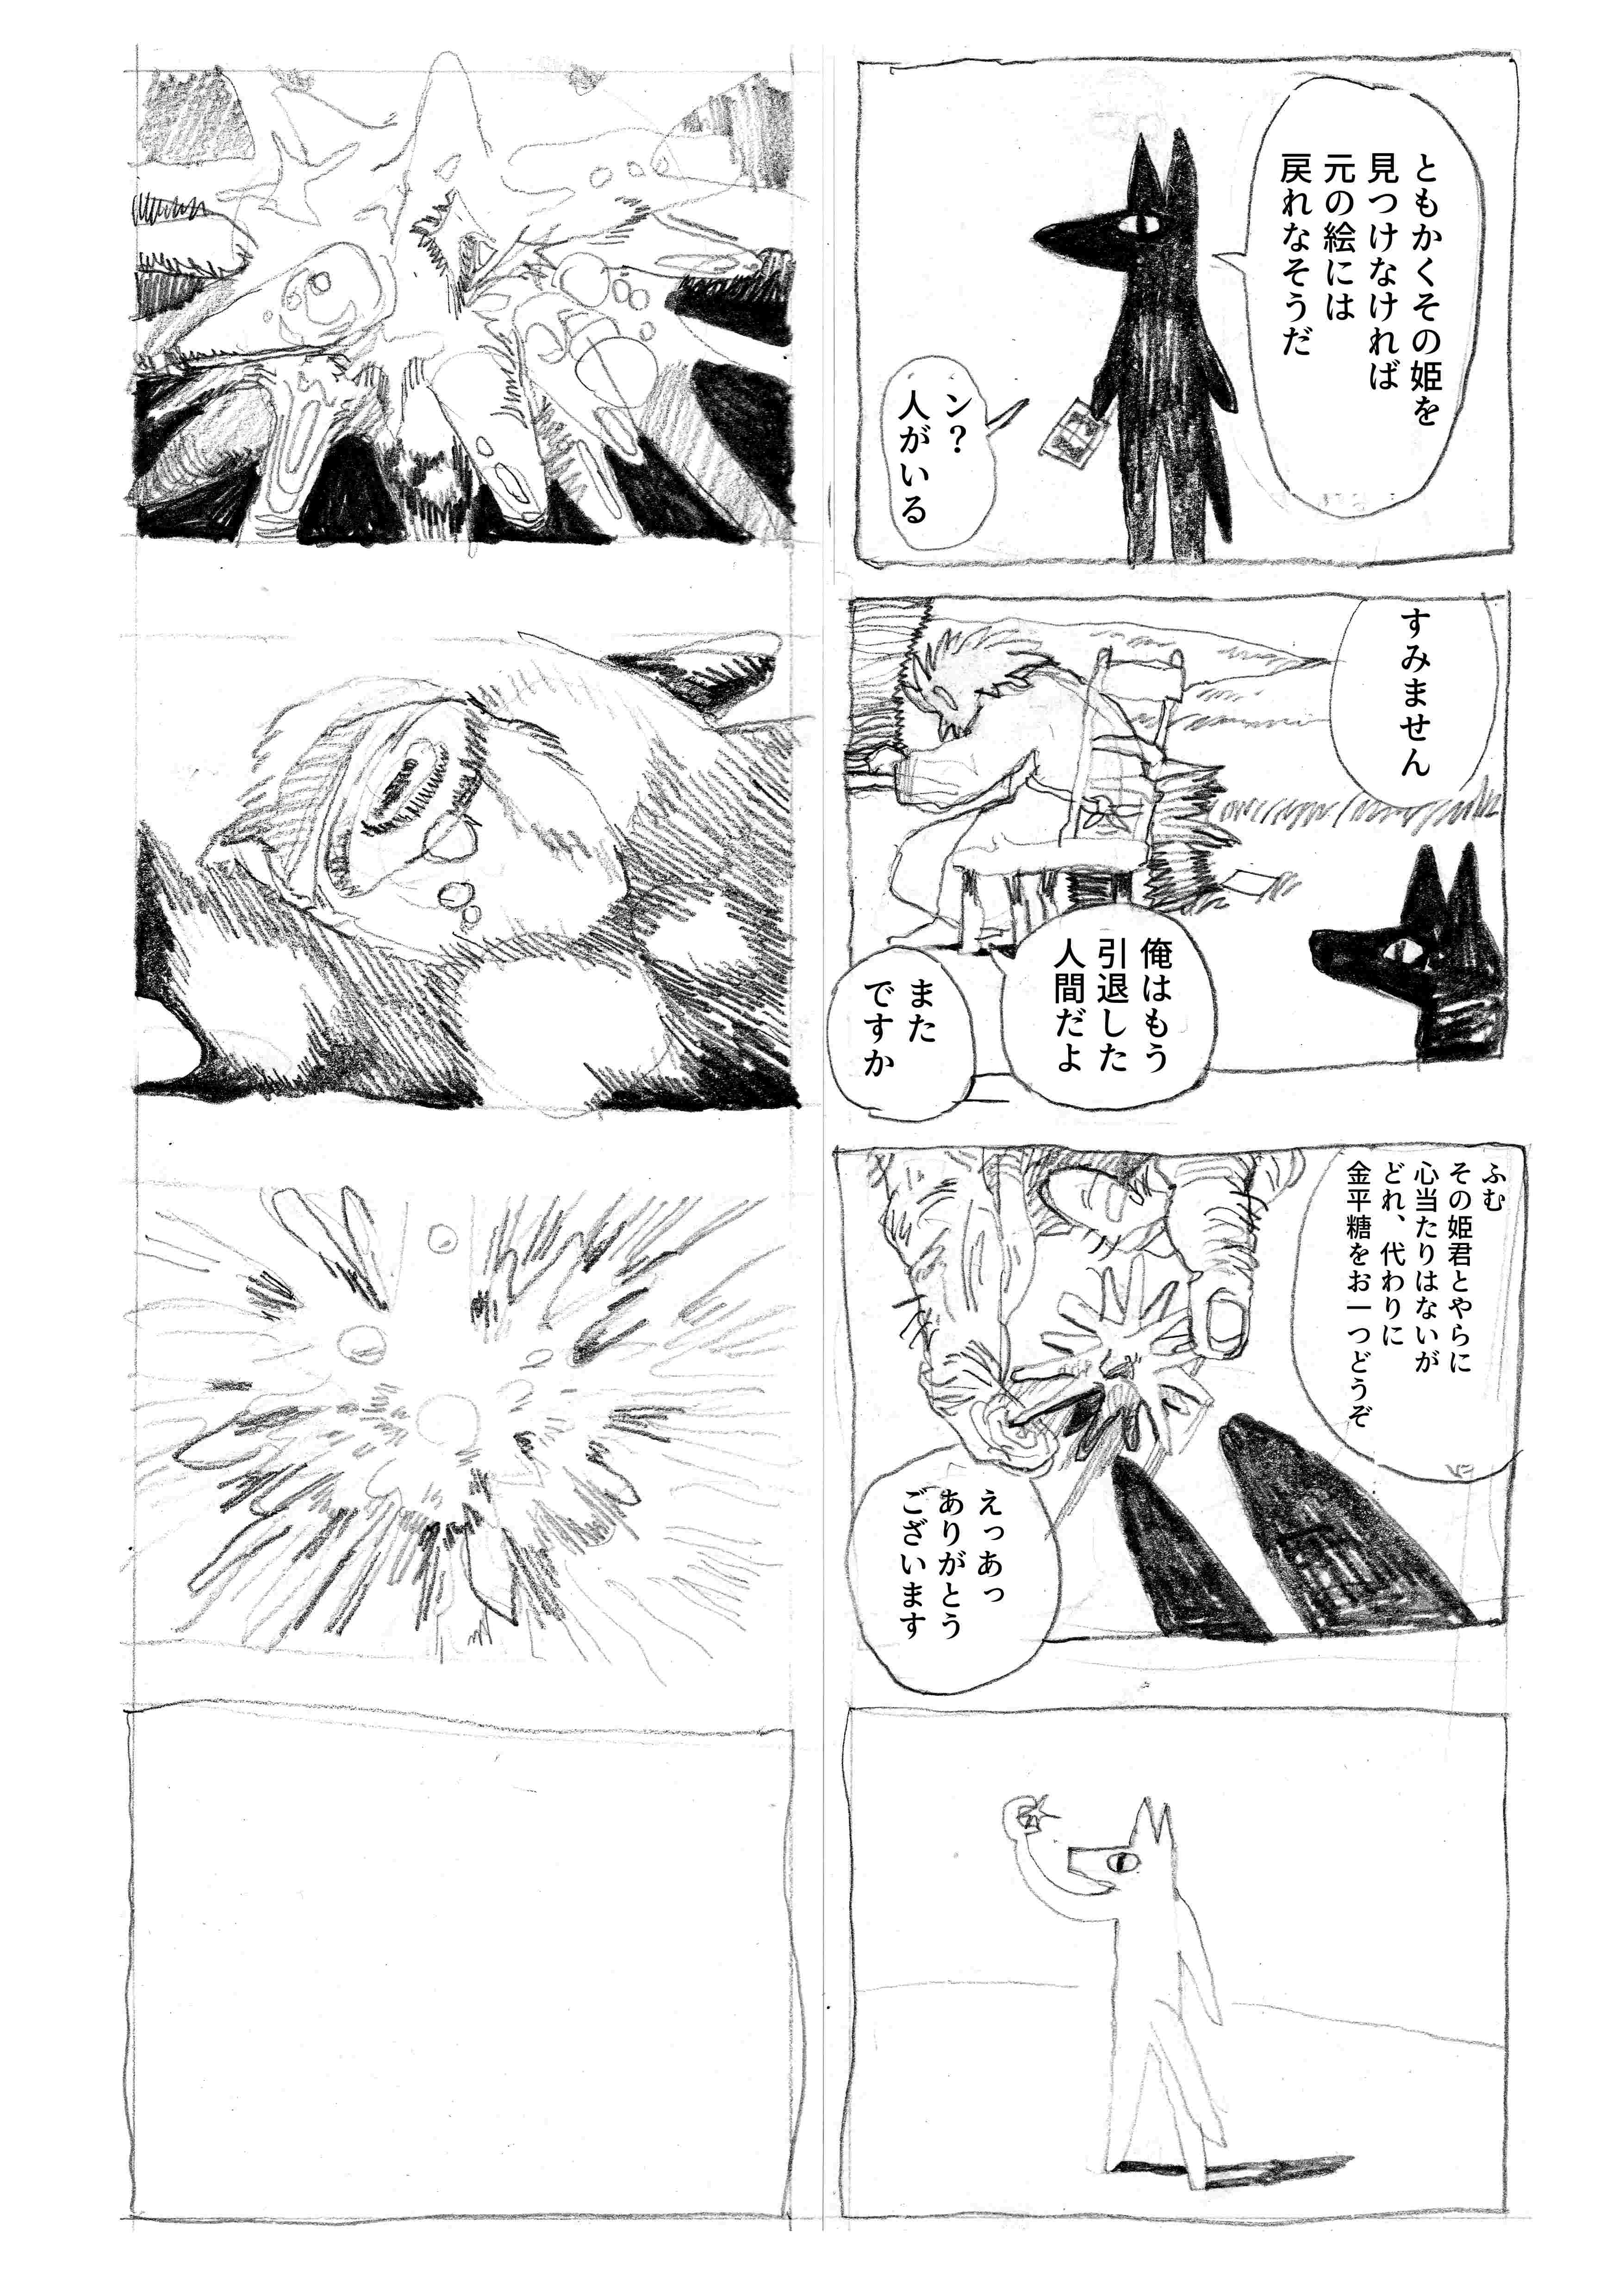 ともかくその姫を
見つけなければ
元の絵には
戻れなそうだ
ン？
人がいる
すみません
俺はもう
引退した
人間だよ
また
ですか
ふむ
その姫君とやらに
心当たりはないが
どれ、代わりに
金平糖をお一つどうぞ
えっあっ
ありがとう
ございます